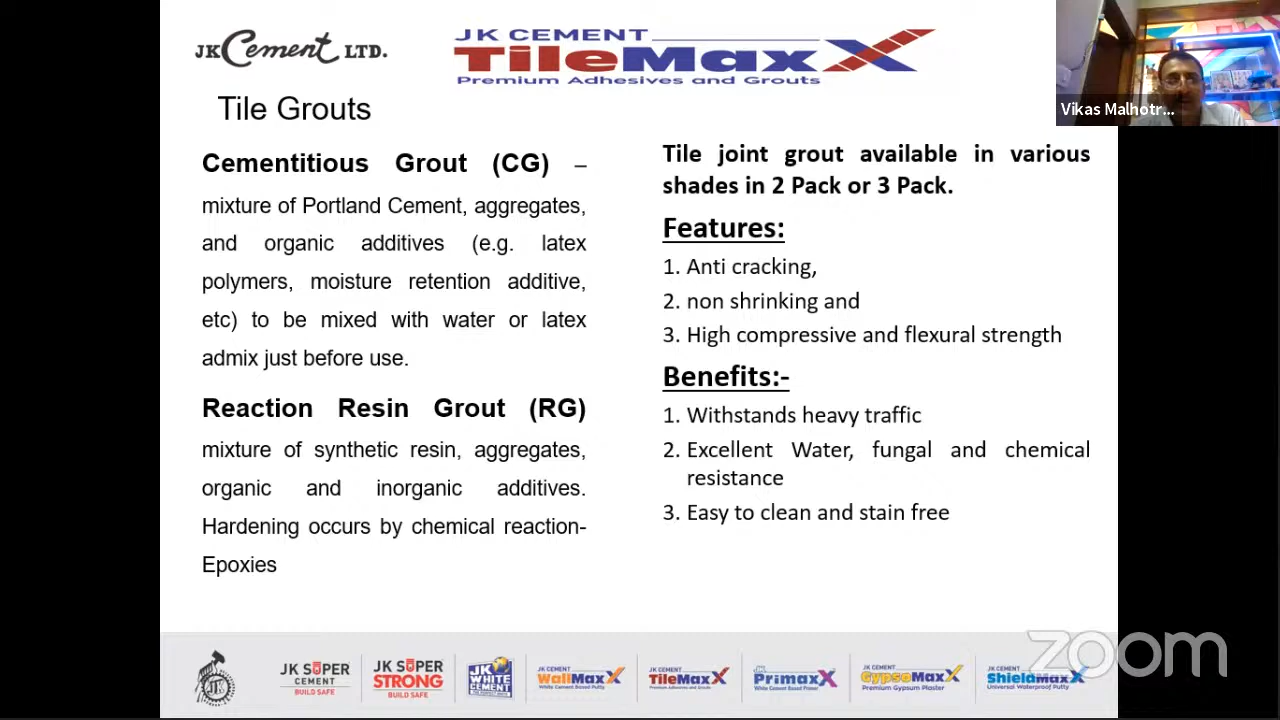 JK Cement LTD.
JK CEMENT
TileMaxX
Premium Adhesives and Grouts
Vikas Malhotr...
Tile Grouts
Cementitious Grout (CG) –
mixture of Portland Cement, aggregates,
and organic additives (e.g. latex
polymers, moisture retention additive,
etc) to be mixed with water or latex
admix just before use.
Reaction Resin Grout (RG)
mixture of synthetic resin, aggregates,
organic and inorganic additives.
Hardening occurs by chemical reaction-
Epoxies
Tile joint grout available in various
shades in 2 Pack or 3 Pack.
Features:
1. Anti cracking,
2. non shrinking and
3. High compressive and flexural strength
Benefits:-
1. Withstands heavy traffic
2. Excellent Water, fungal and chemical
resistance
3. Easy to clean and stain free
JK
JK SUPER
CEMENT
BUILD SAFE
JK SUPER
STRONG
BUILD SAFE
JK
WHITE
CEMENT
JK CEMENT
WallMaxX
White Cement Based Putty
JK CEMENT
TileMaxX
Premium Adhesives and Grouts
JK
PrimaxX
White Cement Based Primer
JK CEMENT
GypsoMaxX
Premium Gypsum Plaster
JK CEMENT
ShieldMaxX
Universal Waterproof Putty
zoom